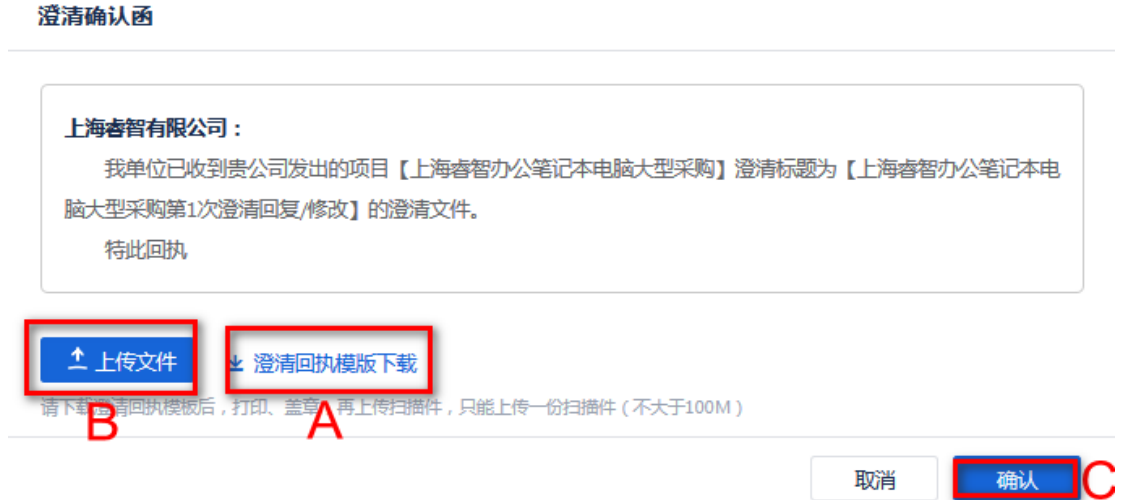 澄清确认函
上海睿智有限公司：
我单位已收到贵公司发出的项目【上海睿智办公笔记本电脑大型采购】澄清标题为【上海睿智办公笔记本电
脑大型采购第1次澄清回复/修改】的澄清文件。
特此回执
上传文件 澄清回执模版下载
请下载澄清回执模板后，打印、盖章，再上传扫描件，只能上传一份扫描件（不大于100M）
B A
取消 确认 C